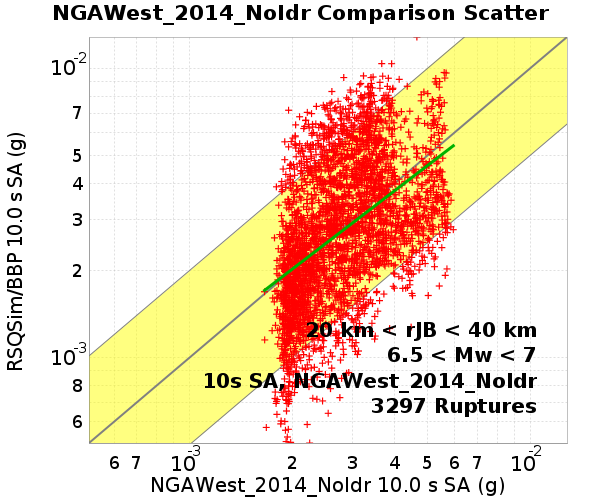 NGAWest_2014_NoIdr Comparison Scatter
10-2
7
5
4
3
2
10-3
8
6
RSQSim/BBP 10.0 s SA (g)
20 km < rJB < 40 km
6.5 < Mw < 7
10s SA, NGAWest_2014_NoIdr
3297 Ruptures
6 7 10-3 2 3 4 5 6 7 10-2
NGAWest_2014_NoIdr 10.0 s SA (g)